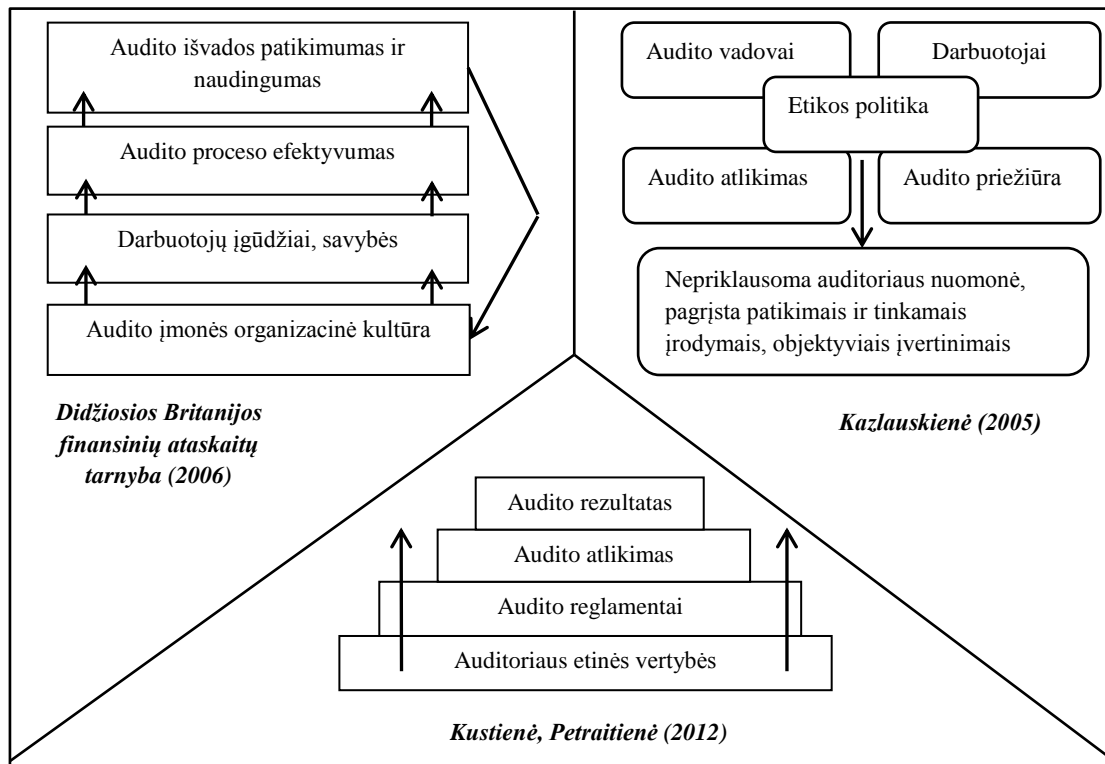 Audito išvados patikimumas ir
naudingumas
Audito proceso efektyvumas
Darbuotojų įgūdžiai, savybės
Audito įmonės organizacinė kultūra
Didžiosios Britanijos
finansinių ataskaitų
tarnyba (2006)
Audito vadovai
Darbuotojai
Etikos politika
Audito atlikimas
Audito priežiūra
Nepriklausoma auditoriaus nuomonė,
pagrįsta patikimais ir tinkamais
įrodymais, objektyviais įvertinimais
Kazlauskienė (2005)
Audito rezultatas
Audito atlikimas
Audito reglamentai
Auditoriaus etinės vertybės
Kustienė, Petraitienė (2012)